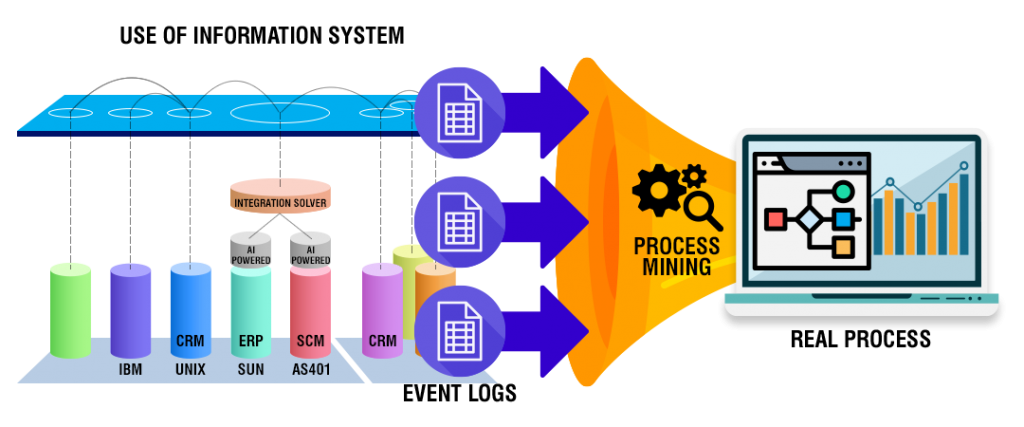 USE OF INFORMATION SYSTEM
INTEGRATION SOLVER
AI
POWERED
AI
POWERED
CRM
ERP
SCM
CRM
IBM
UNIX
SUN
AS401
EVENT LOGS
PROCESS
MINING
REAL PROCESS